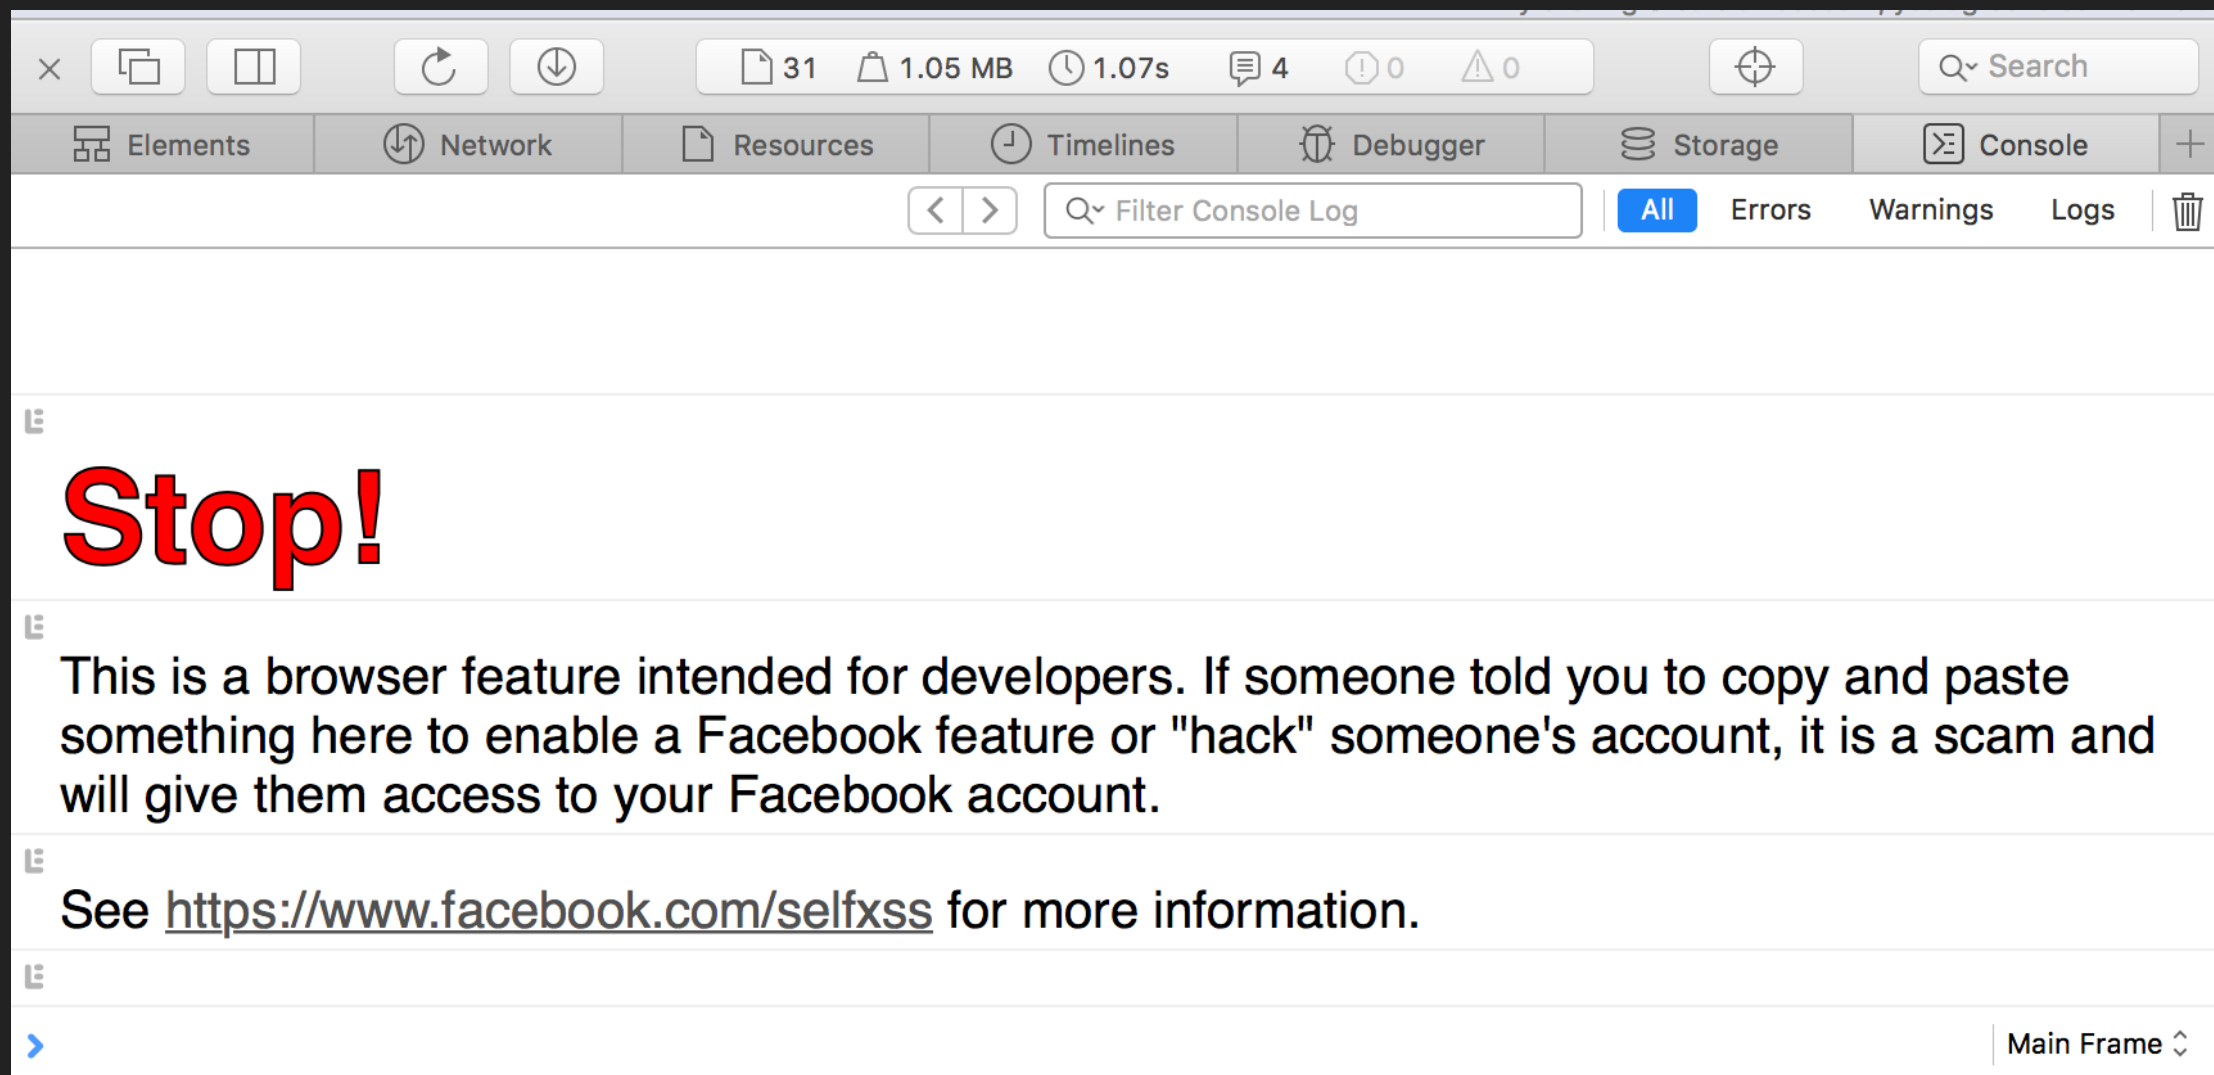 31 1.05 MB 1.07s 4 0 0 Search
Elements Network Resources Timelines Debugger Storage Console
Filter Console Log All Errors Warnings Logs
Stop!
This is a browser feature intended for developers. If someone told you to copy and paste
something here to enable a Facebook feature or "hack" someone's account, it is a scam and
will give them access to your Facebook account.
See https://www.facebook.com/selfxss for more information.
Main Frame